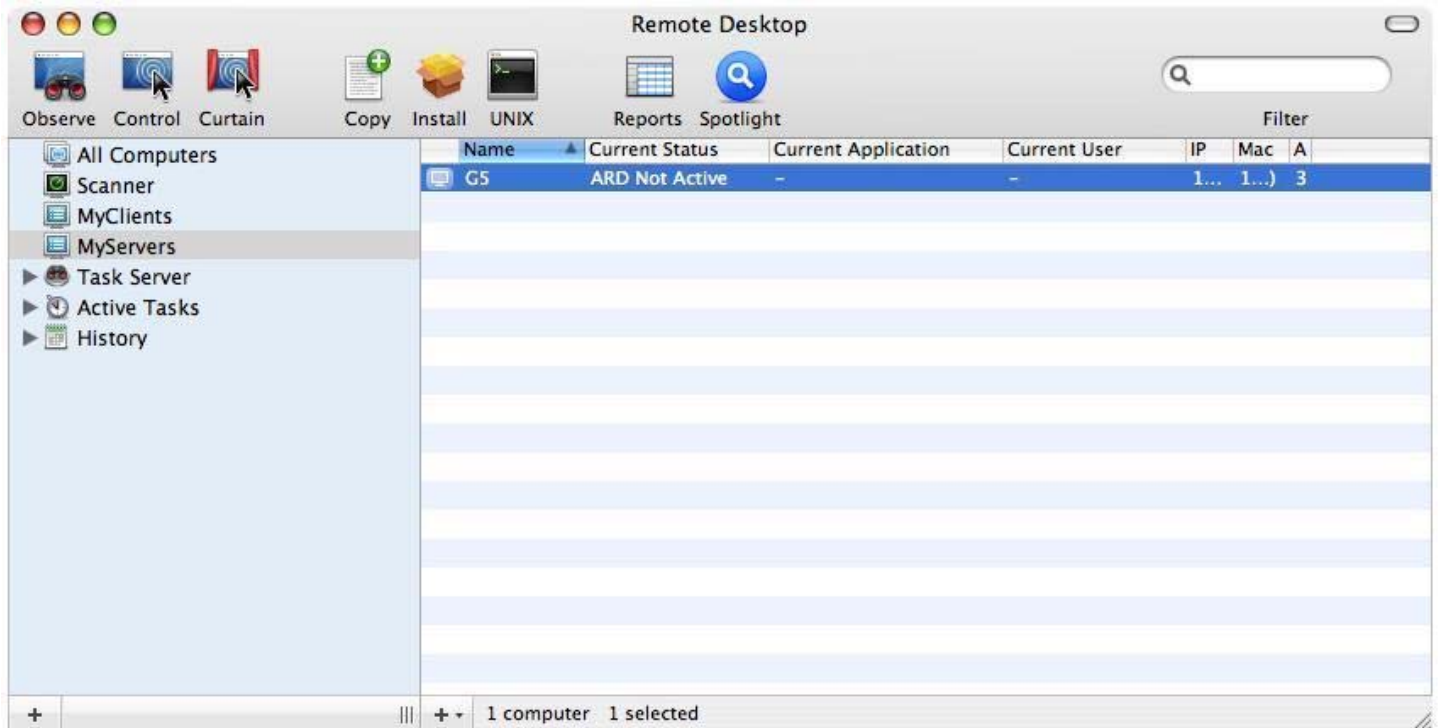 Remote Desktop
Observe Control Curtain Copy Install UNIX Reports Spotlight Filter
All Computers
Scanner
MyClients
MyServers
Task Server
Active Tasks
History
Name Current Status Current Application Current User IP Mac A
G5 ARD Not Active – – 1... 1...) 3
1 computer 1 selected